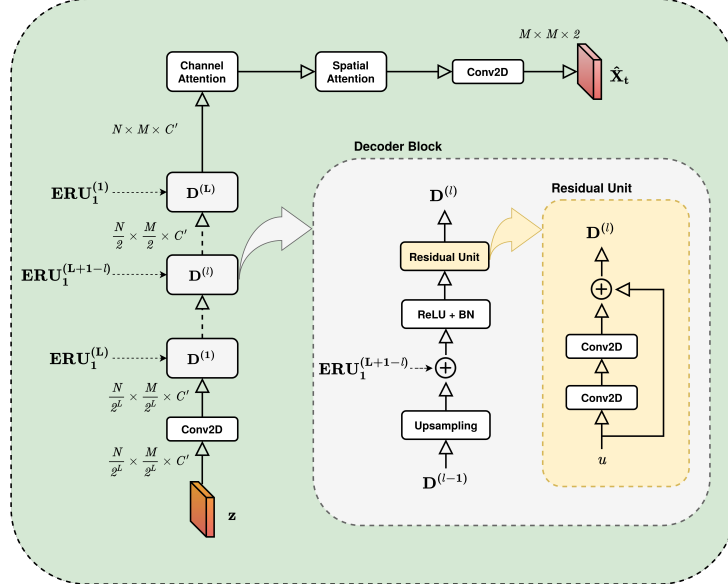 M × M × 2
Channel
Attention
Spatial
Attention
Conv2D
X̂ₜ
N × M × C′
Decoder Block
ERU₁⁽¹⁾
D⁽ᴸ⁾
D⁽ˡ⁾
Residual Unit
N/2 × M/2 × C′
D⁽ˡ⁾
Residual Unit
ERU₁⁽ᴸ⁺¹⁻ˡ⁾
D⁽ˡ⁾
+
ReLU + BN
Conv2D
ERU₁⁽ᴸ⁾
D⁽¹⁾
ERU₁⁽ᴸ⁺¹⁻ˡ⁾
+
Conv2D
N/2ᴸ × M/2ᴸ × C′
Conv2D
Upsampling
N/2ᴸ × M/2ᴸ × C′
u
D⁽ˡ⁻¹⁾
z